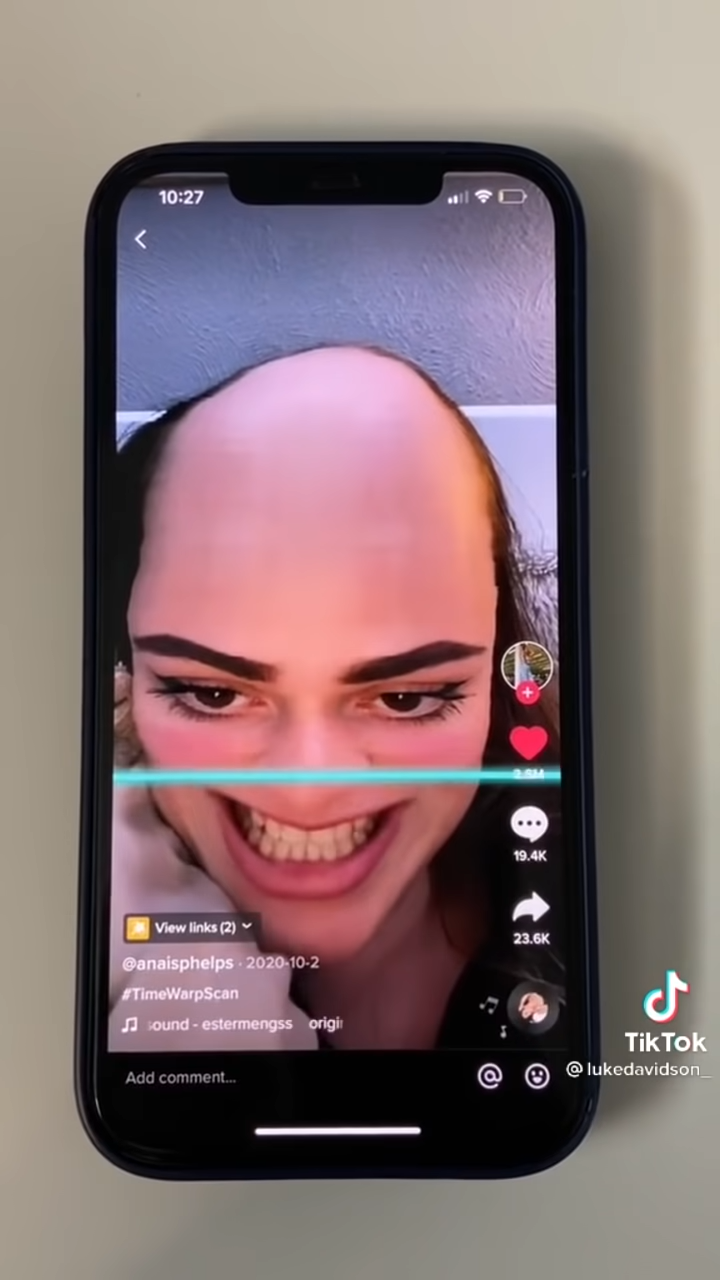 10:27
19.4K
View links (2)
23.6K
@anaisphelps · 2020-10-2
#TimeWarpScan
sound - estermengss origi
Add comment...
TikTok
@lukedavidson_